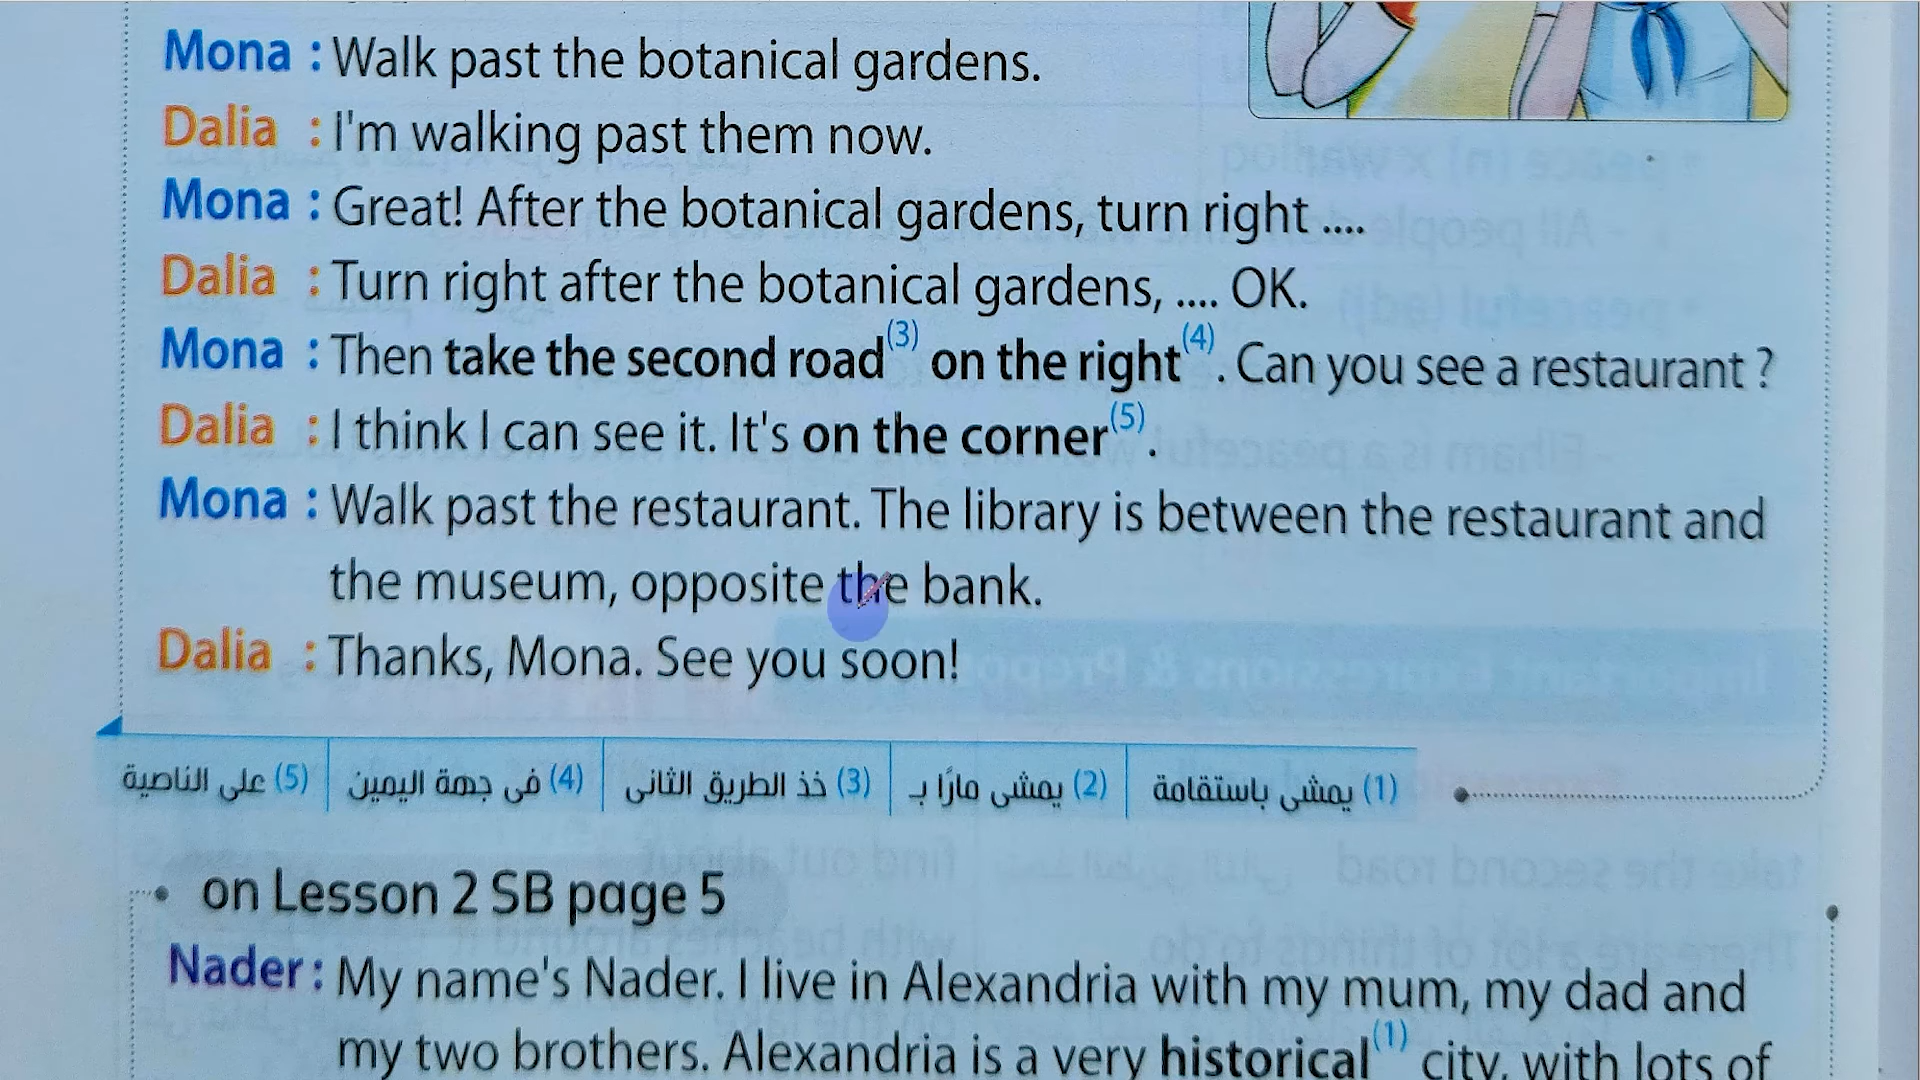 Mona : Walk past the botanical gardens.
Dalia : I'm walking past them now.
Mona : Great! After the botanical gardens, turn right ....
Dalia : Turn right after the botanical gardens, .... OK.
Mona : Then take the second road(3) on the right(4). Can you see a restaurant ?
Dalia : I think I can see it. It's on the corner(5).
Mona : Walk past the restaurant. The library is between the restaurant and
the museum, opposite the bank.
Dalia : Thanks, Mona. See you soon!
(1) يمشى باستقامة (2) يمشى مارًا بـ (3) خذ الطريق الثانى (4) فى جهة اليمين (5) على الناصية
• on Lesson 2 SB page 5
Nader : My name's Nader. I live in Alexandria with my mum, my dad and
my two brothers. Alexandria is a very historical(1) city, with lots of